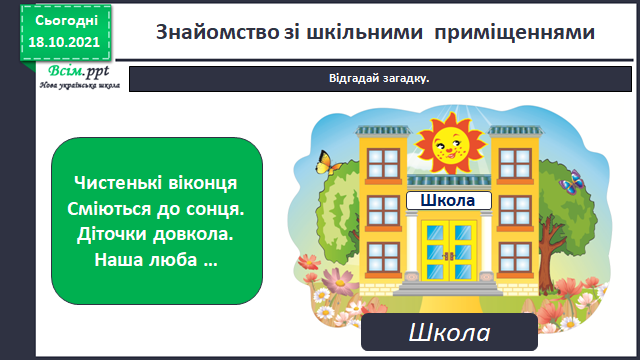 Сьогодні
18.10.2021
Знайомство зі шкільними приміщеннями
Всім.ppt
Нова українська школа
Відгадай загадку.
Чистенькі віконця
Сміються до сонця.
Діточки довкола.
Наша люба …
Школа
Школа